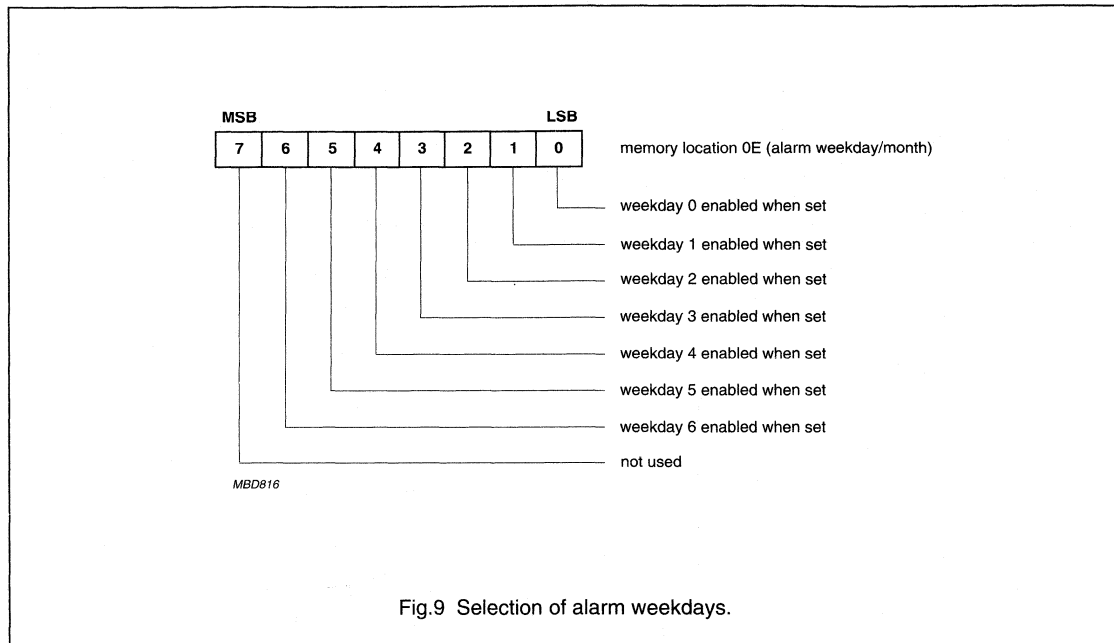 MSB LSB
7 6 5 4 3 2 1 0 memory location 0E (alarm weekday/month)
weekday 0 enabled when set
weekday 1 enabled when set
weekday 2 enabled when set
weekday 3 enabled when set
weekday 4 enabled when set
weekday 5 enabled when set
weekday 6 enabled when set
not used
MBD816
Fig.9 Selection of alarm weekdays.